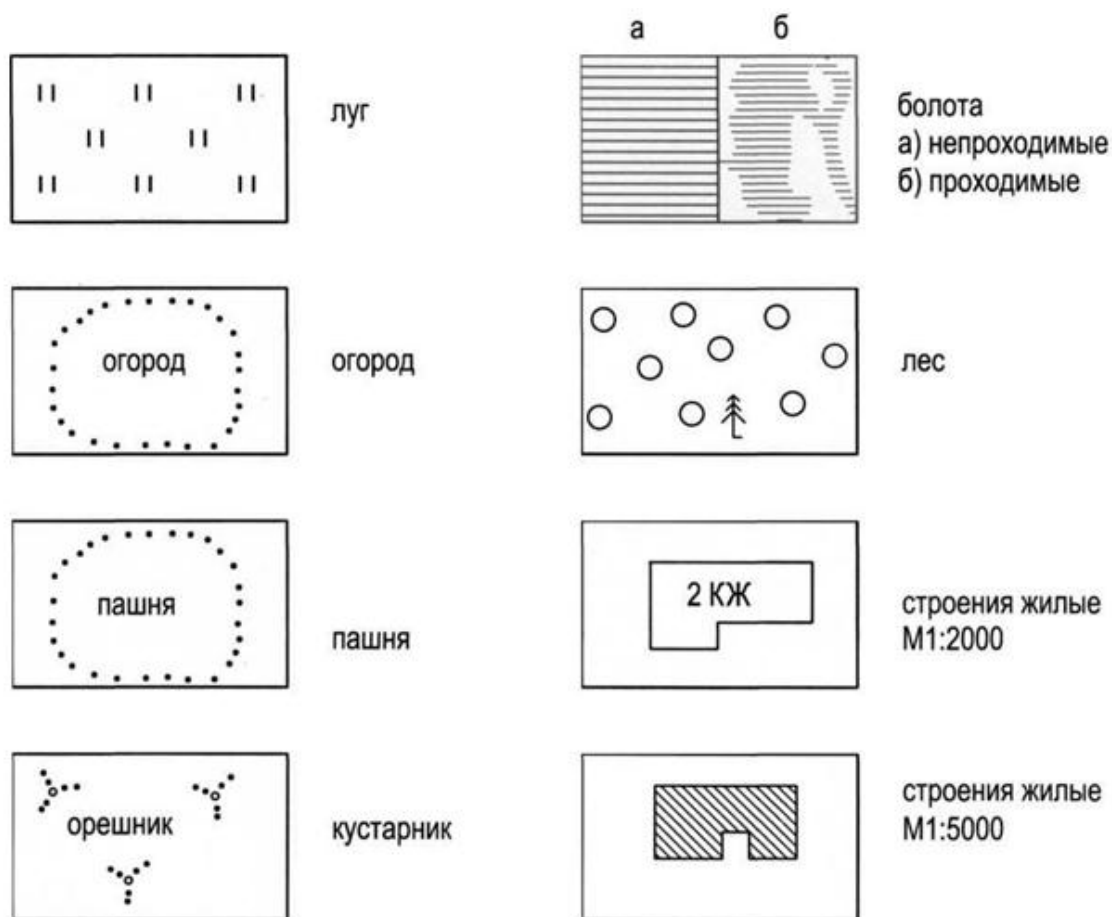 луг
огород
огород
пашня
пашня
орешник
кустарник
а
б
болота
а) непроходимые
б) проходимые
лес
2 КЖ
строения жилые
М1:2000
строения жилые
М1:5000